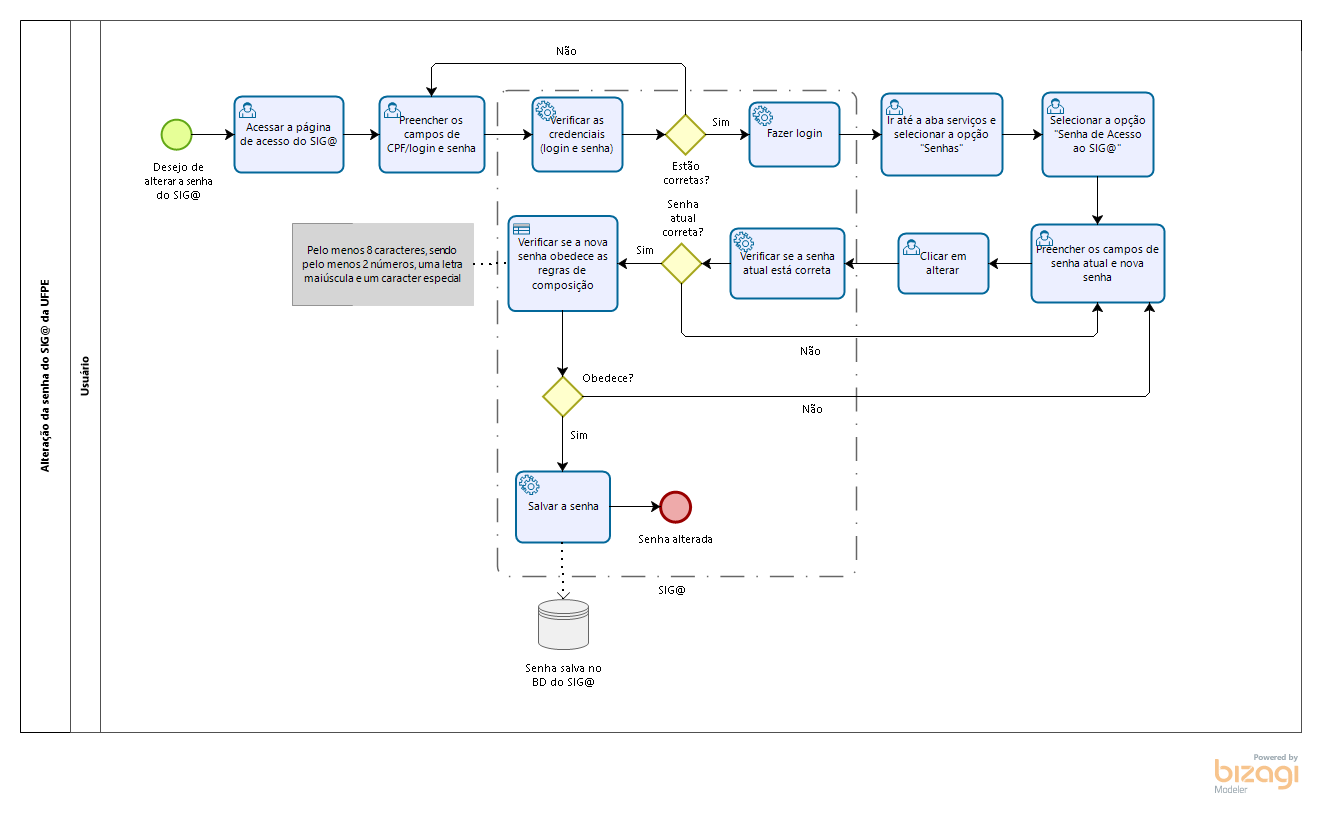 Alteração da senha do SIG@ da UFPE
Usuário
Não
Desejo de
alterar a senha
do SIG@
Acessar a página
de acesso do SIG@
Preencher os
campos de
CPF/login e senha
Verificar as
credenciais
(login e senha)
Estão
corretas?
Sim
Fazer login
Ir até a aba serviços e
selecionar a opção
"Senhas"
Selecionar a opção
"Senha de Acesso
ao SIG@"
Preencher os campos de
senha atual e nova
senha
Clicar em
alterar
Verificar se a senha
atual está correta
Senha
atual
correta?
Sim
Não
Verificar se a nova
senha obedece as
regras de
composição
Pelo menos 8 caracteres, sendo
pelo menos 2 números, uma letra
maiúscula e um caracter especial
Obedece?
Não
Sim
Salvar a senha
Senha alterada
SIG@
Senha salva no
BD do SIG@
Powered by
bizagi
Modeler